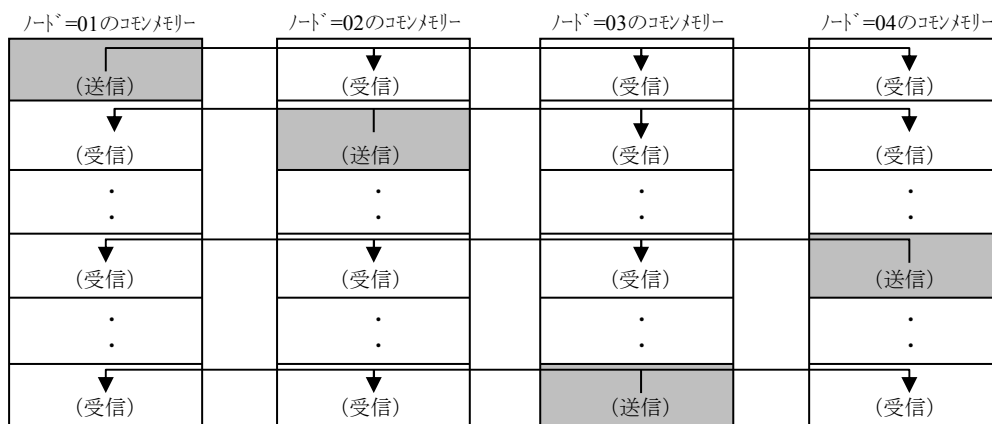 ﾉｰﾄﾞ=01のｺﾓﾝﾒﾓﾘｰ ﾉｰﾄﾞ=02のｺﾓﾝﾒﾓﾘｰ ﾉｰﾄﾞ=03のｺﾓﾝﾒﾓﾘｰ ﾉｰﾄﾞ=04のｺﾓﾝﾒﾓﾘｰ
(送信) (受信) (受信) (受信)
(受信) (送信) (受信) (受信)
・ ・ ・ ・
・ ・ ・ ・
(受信) (受信) (受信) (送信)
・ ・ ・ ・
・ ・ ・ ・
(受信) (受信) (送信) (受信)